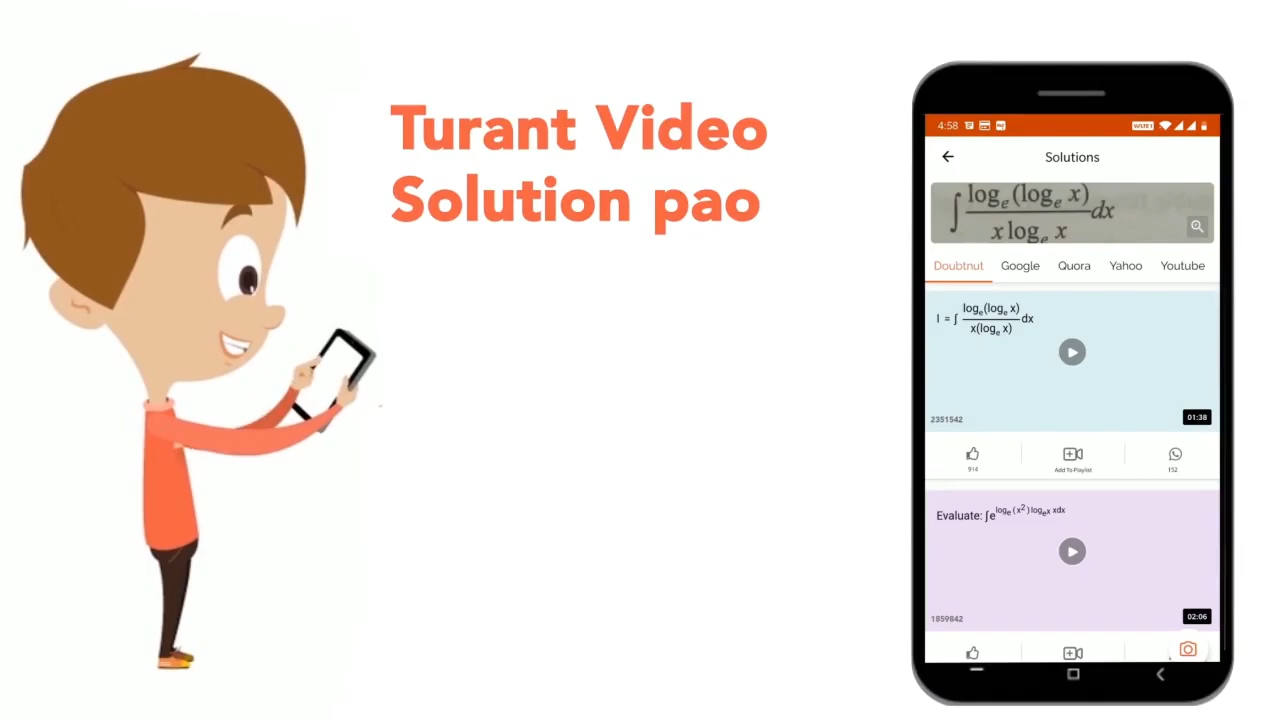 Turant Video
Solution pao
4:58
VoLTE1
Solutions
∫ logₑ(logₑ x) / x logₑ x dx
Doubtnut Google Quora Yahoo Youtube
I = ∫ logₑ(logₑ x) / x(logₑ x) dx
2351542 01:38
914 Add To Playlist 152
Evaluate: ∫e^logₑ(x²)logₑx xdx
1859842 02:06